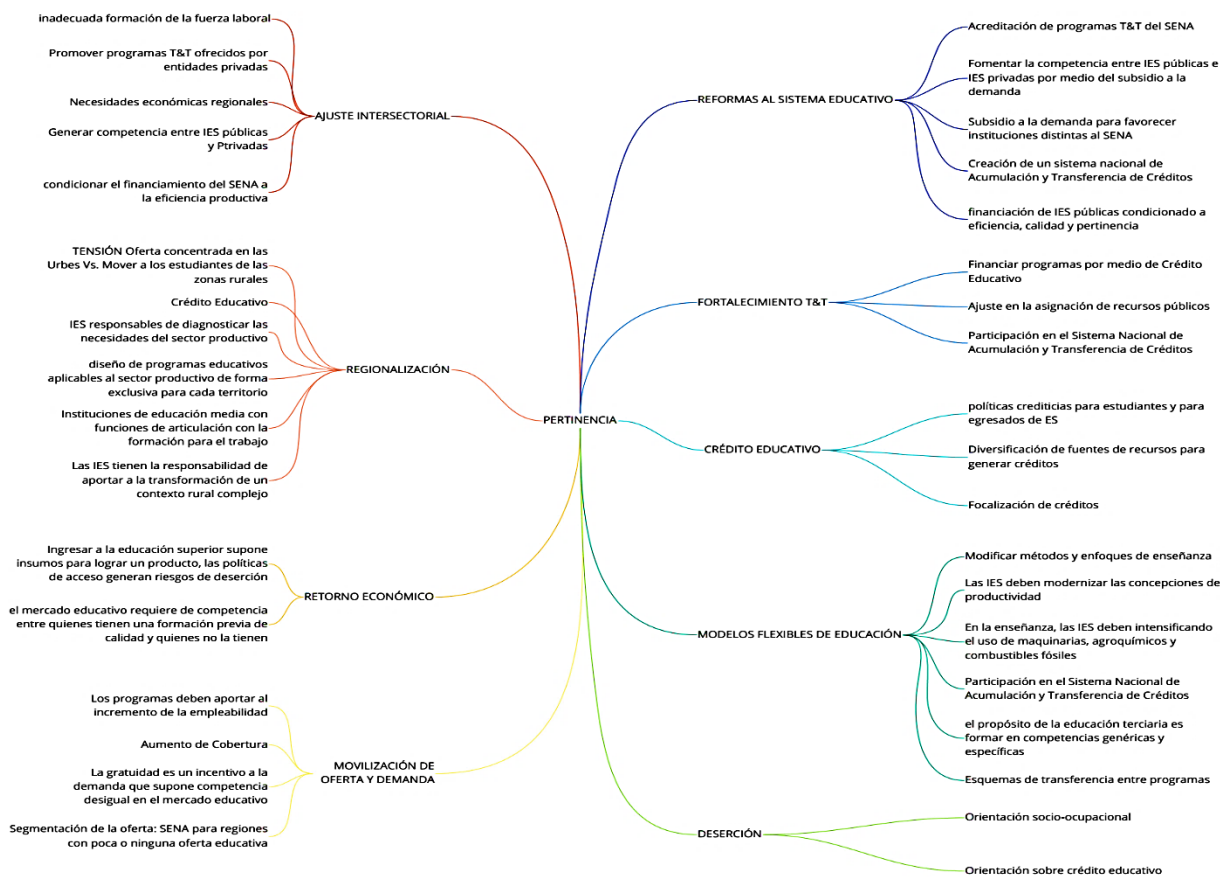 inadecuada formación de la fuerza laboral
Promover programas T&T ofrecidos por
entidades privadas
Necesidades económicas regionales
Generar competencia entre IES públicas
y Ptrivadas
condicionar el financiamiento del SENA a
la eficiencia productiva
AJUSTE INTERSECTORIAL
TENSIÓN Oferta concentrada en las
Urbes Vs. Mover a los estudiantes de las
zonas rurales
Crédito Educativo
IES responsables de diagnosticar las
necesidades del sector productivo
diseño de programas educativos
aplicables al sector productivo de forma
exclusiva para cada territorio
Instituciones de educación media con
funciones de articulación con la
formación para el trabajo
Las IES tienen la responsabilidad de
aportar a la transformación de un
contexto rural complejo
REGIONALIZACIÓN
Ingresar a la educación superior supone
insumos para lograr un producto, las políticas
de acceso generan riesgos de deserción
el mercado educativo requiere de competencia
entre quienes tienen una formación previa de
calidad y quienes no la tienen
RETORNO ECONÓMICO
Los programas deben aportar al
incremento de la empleabilidad
Aumento de Cobertura
La gratuidad es un incentivo a la
demanda que supone competencia
desigual en el mercado educativo
Segmentación de la oferta: SENA para regiones
con poca o ninguna oferta educativa
MOVILIZACIÓN DE
OFERTA Y DEMANDA
PERTINENCIA
REFORMAS AL SISTEMA EDUCATIVO
Acreditación de programas T&T del SENA
Fomentar la competencia entre IES públicas e
IES privadas por medio del subsidio a la
demanda
Subsidio a la demanda para favorecer
instituciones distintas al SENA
Creación de un sistema nacional de
Acumulación y Transferencia de Créditos
financiación de IES públicas condicionado a
eficiencia, calidad y pertinencia
FORTALECIMIENTO T&T
Financiar programas por medio de Crédito
Educativo
Ajuste en la asignación de recursos públicos
Participación en el Sistema Nacional de
Acumulación y Transferencia de Créditos
CRÉDITO EDUCATIVO
políticas crediticias para estudiantes y para
egresados de ES
Diversificación de fuentes de recursos para
generar créditos
Focalización de créditos
MODELOS FLEXIBLES DE EDUCACIÓN
Modificar métodos y enfoques de enseñanza
Las IES deben modernizar las concepciones de
productividad
En la enseñanza, las IES deben intensificando
el uso de maquinarias, agroquímicos y
combustibles fósiles
Participación en el Sistema Nacional de
Acumulación y Transferencia de Créditos
el propósito de la educación terciaria es
formar en competencias genéricas y
específicas
Esquemas de transferencia entre programas
DESERCIÓN
Orientación socio-ocupacional
Orientación sobre crédito educativo